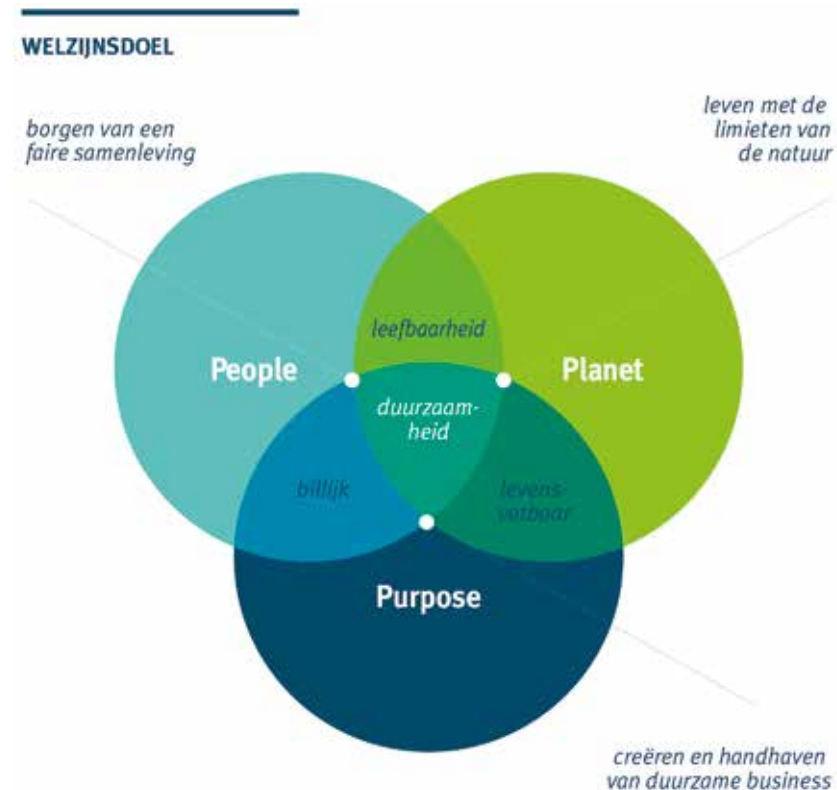 WELZIJNSDOEL
borgen van een
faire samenleving
leven met de
limieten van
de natuur
leefbaarheid
People
Planet
duurzaam-
heid
billijk
levens-
vatbaar
Purpose
creëren en handhaven
van duurzame business